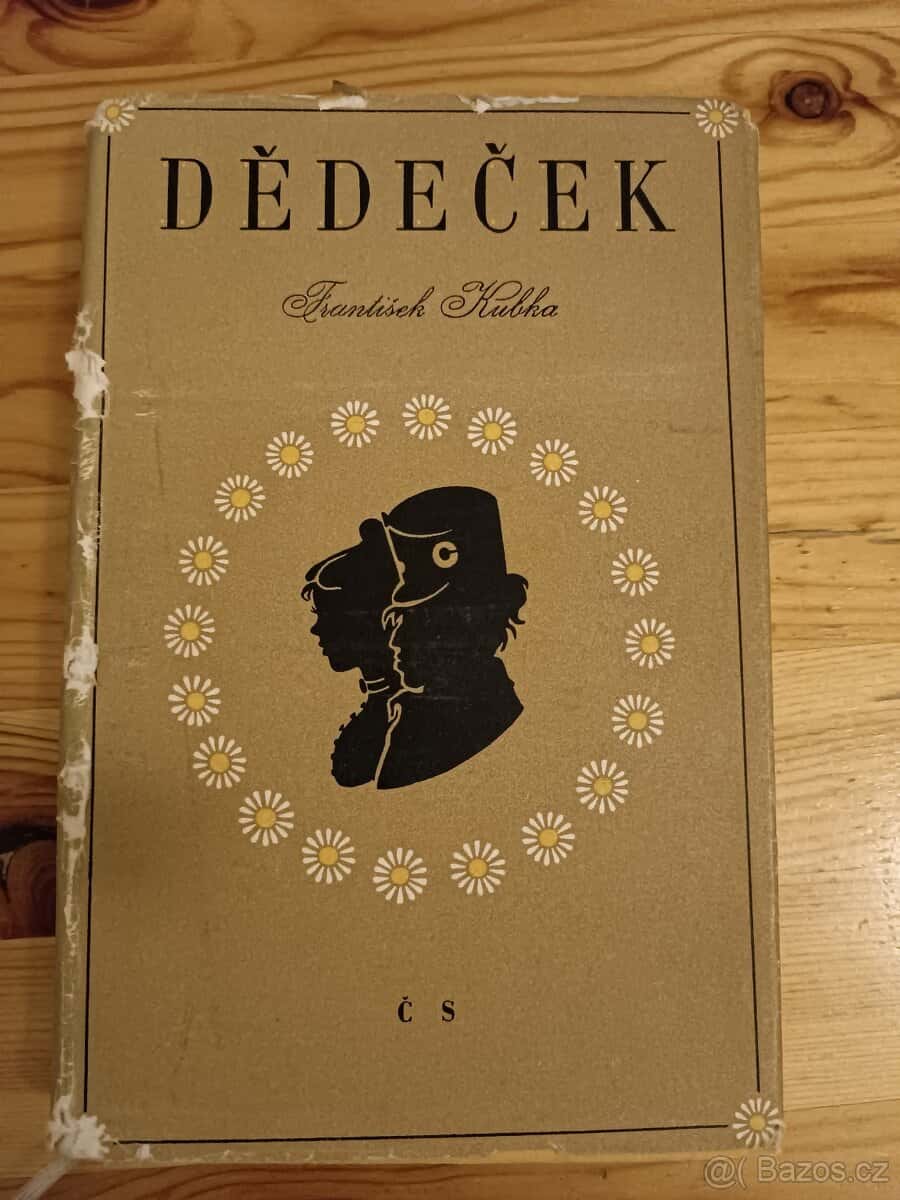 DĚDEČEK
František Kubka
Č S
@( Bazos.cz